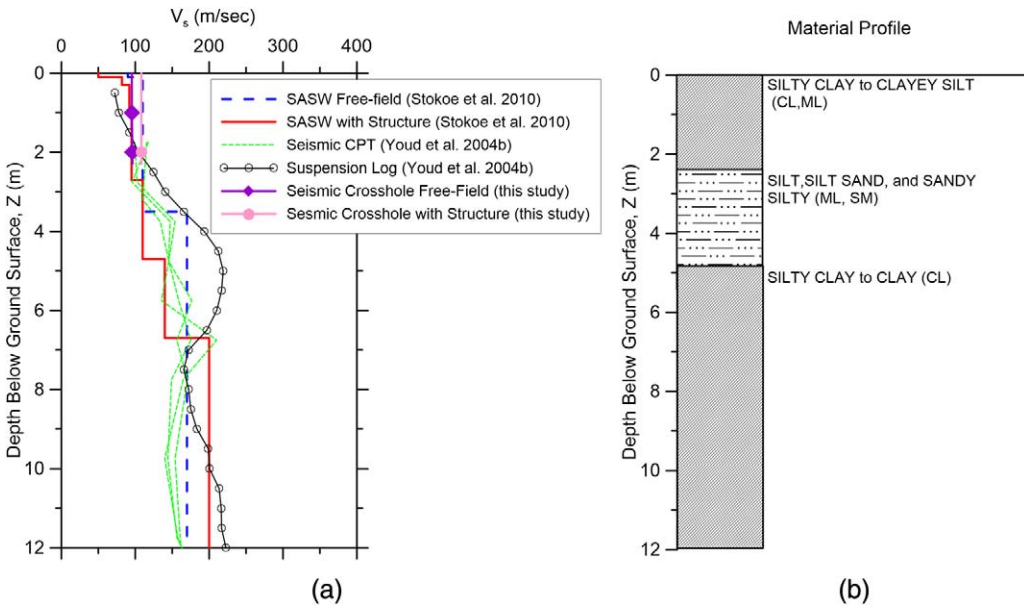 Vs (m/sec)
0 100 200 300 400
Depth Below Ground Surface, Z (m)
0
2
4
6
8
10
12
SASW Free-field (Stokoe et al. 2010)
SASW with Structure (Stokoe et al. 2010)
Seismic CPT (Youd et al. 2004b)
Suspension Log (Youd et al. 2004b)
Seismic Crosshole Free-Field (this study)
Sesmic Crosshole with Structure (this study)
(a)
Material Profile
Depth Below Ground Surface, Z (m)
0
2
4
6
8
10
12
SILTY CLAY to CLAYEY SILT
(CL,ML)
SILT,SILT SAND, and SANDY
SILTY (ML, SM)
SILTY CLAY to CLAY (CL)
(b)